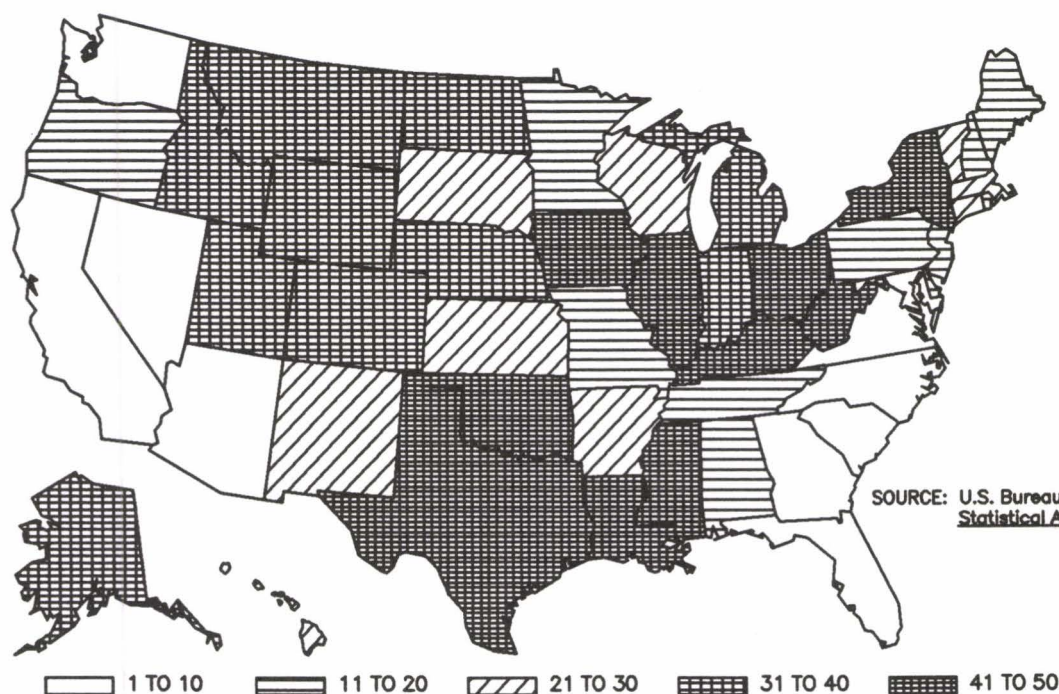 SOURCE: U.S. Bureau
Statistical A
1 TO 10
11 TO 20
21 TO 30
31 TO 40
41 TO 50